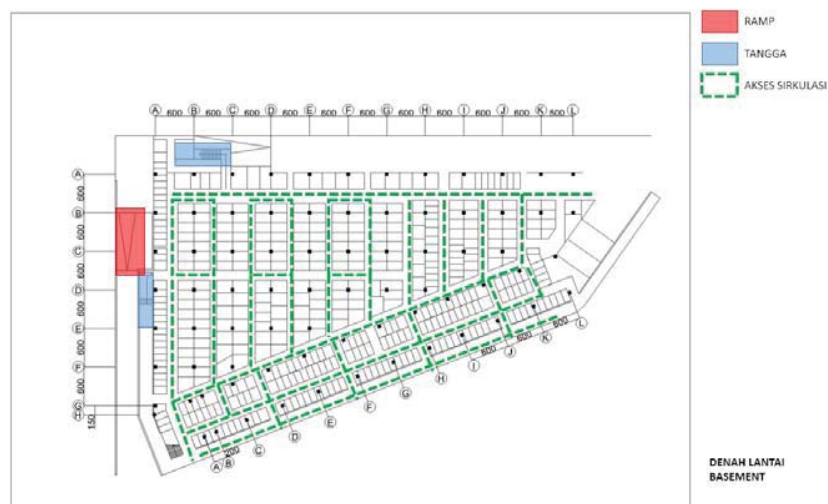 RAMP
TANGGA
AKSES SIRKULASI
A B C D E F G H I J K L
600 600 600 600 600 600 600 600 600 600 600
A
600
B
600
C
600
D
600
E
600
F
600
G
H
150
L
600
K
600
J
600
I
H
G
F
E
D
C
200
A
B
DENAH LANTAI
BASEMENT